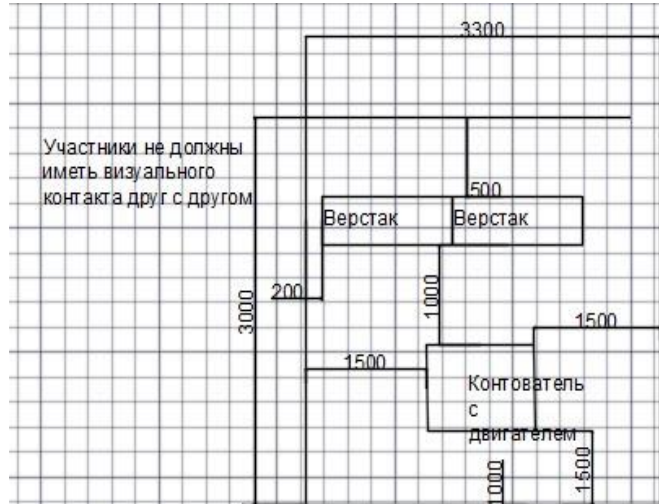 3300
Участники не должны
иметь визуального
контакта друг с другом
500
Верстак Верстак
200
3000
1000
1500
1500
Контователь
с
двигателем
1000
1500